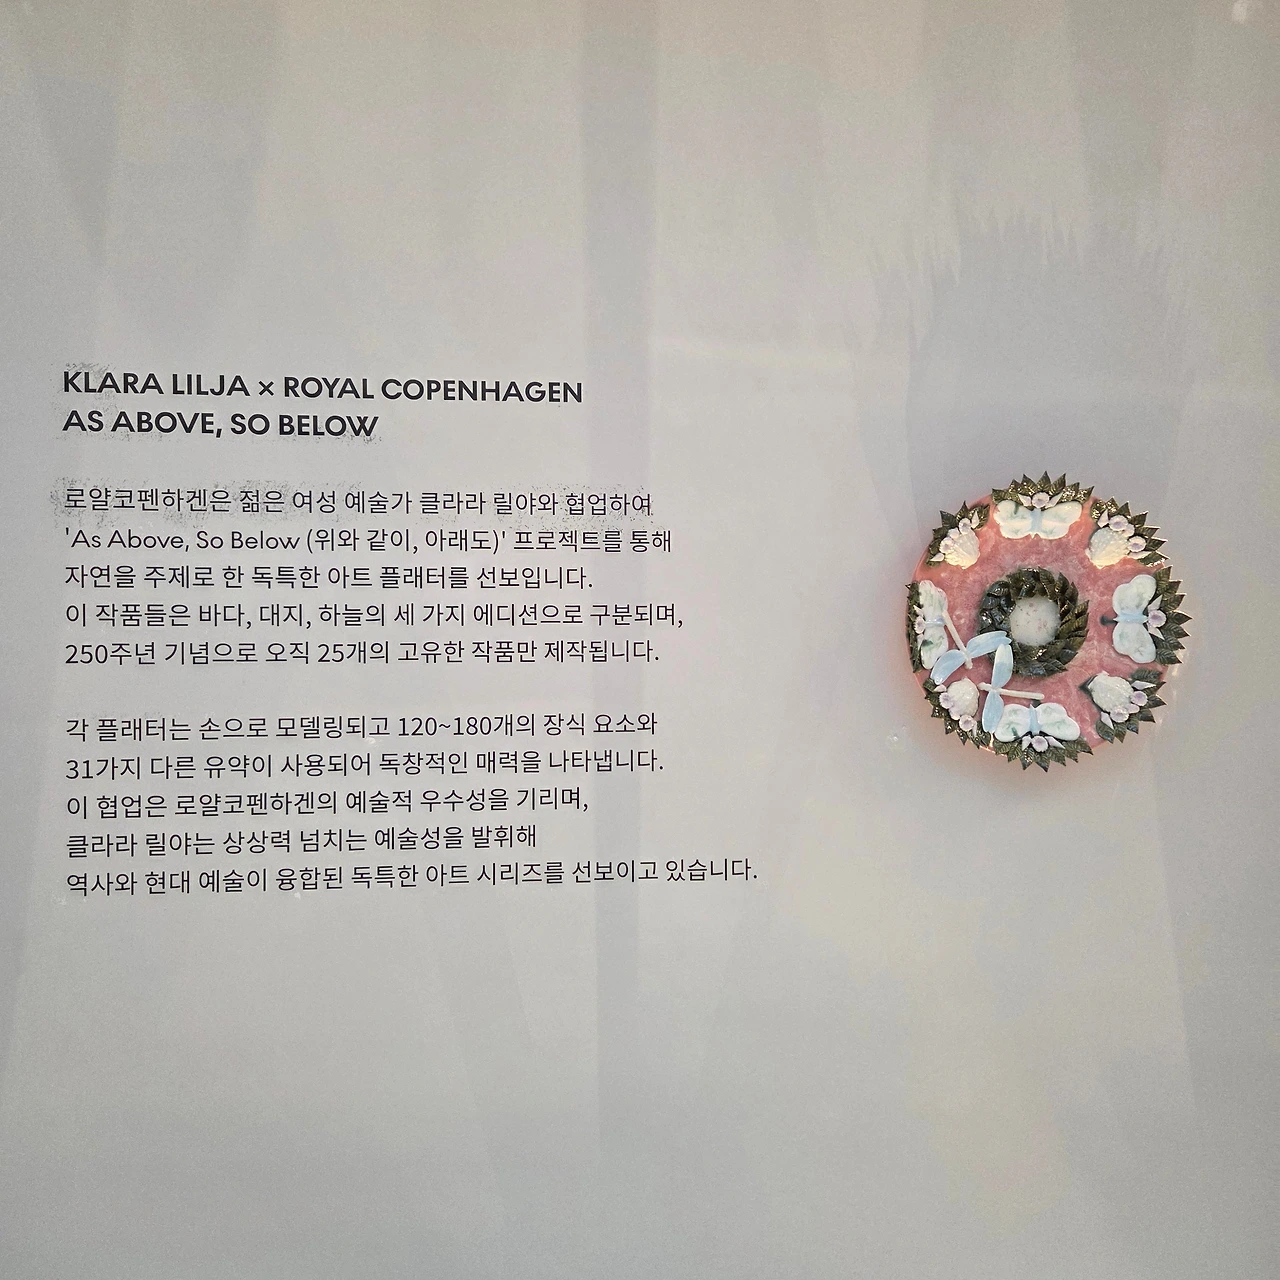 KLARA LILJA × ROYAL COPENHAGEN
AS ABOVE, SO BELOW
로얄코펜하겐은 젊은 여성 예술가 클라라 릴야와 협업하여
'As Above, So Below (위와 같이, 아래도)' 프로젝트를 통해
자연을 주제로 한 독특한 아트 플래터를 선보입니다.
이 작품들은 바다, 대지, 하늘의 세 가지 에디션으로 구분되며,
250주년 기념으로 오직 25개의 고유한 작품만 제작됩니다.
각 플래터는 손으로 모델링되고 120~180개의 장식 요소와
31가지 다른 유약이 사용되어 독창적인 매력을 나타냅니다.
이 협업은 로얄코펜하겐의 예술적 우수성을 기리며,
클라라 릴야는 상상력 넘치는 예술성을 발휘해
역사와 현대 예술이 융합된 독특한 아트 시리즈를 선보이고 있습니다.